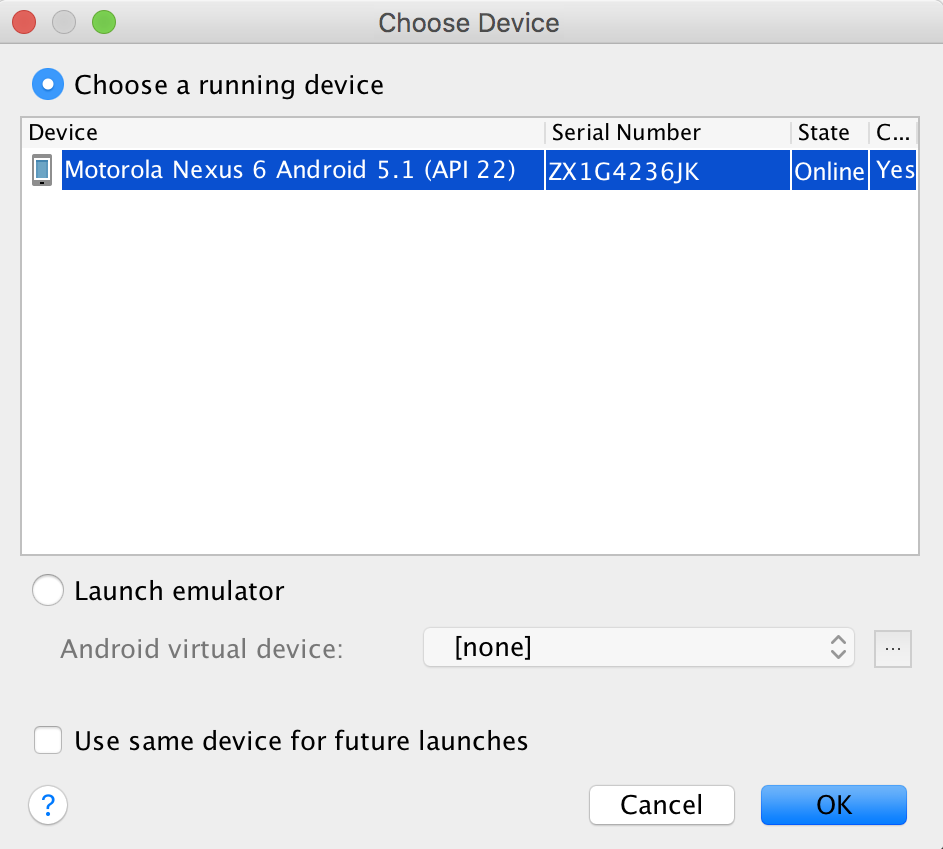 Choose Device
Choose a running device
Device Serial Number State C...
Motorola Nexus 6 Android 5.1 (API 22) ZX1G4236JK Online Yes
Launch emulator
Android virtual device: [none] ...
Use same device for future launches
? Cancel OK